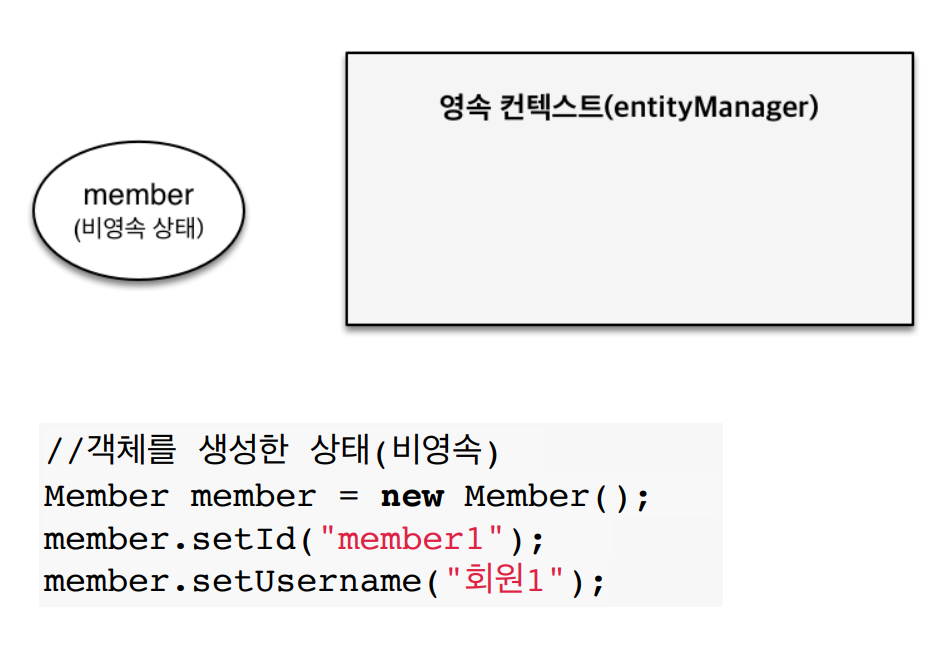 영속 컨텍스트(entityManager)
member
(비영속 상태)
//객체를 생성한 상태(비영속)
Member member = new Member();
member.setId("member1");
member.setUsername("회원1");